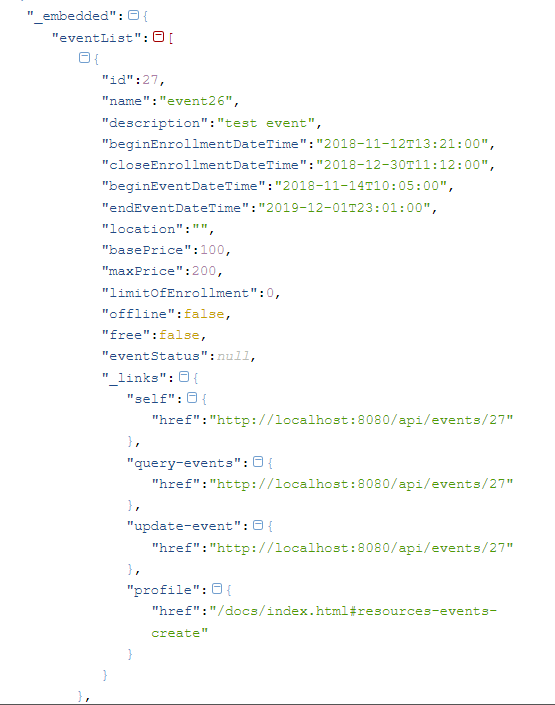 "_embedded":{
"eventList":[
{
"id":27,
"name":"event26",
"description":"test event",
"beginEnrollmentDateTime":"2018-11-12T13:21:00",
"closeEnrollmentDateTime":"2018-12-30T11:12:00",
"beginEventDateTime":"2018-11-14T10:05:00",
"endEventDateTime":"2019-12-01T23:01:00",
"location":"",
"basePrice":100,
"maxPrice":200,
"limitOfEnrollment":0,
"offline":false,
"free":false,
"eventStatus":null,
"_links":{
"self":{
"href":"http://localhost:8080/api/events/27"
},
"query-events":{
"href":"http://localhost:8080/api/events/27"
},
"update-event":{
"href":"http://localhost:8080/api/events/27"
},
"profile":{
"href":"/docs/index.html#resources-events-
create"
}
}
},